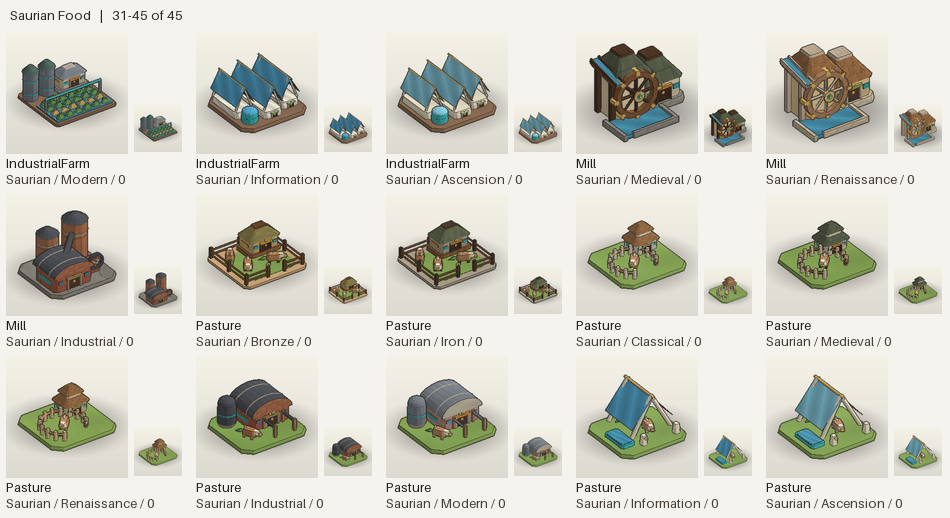 Saurian Food | 31-45 of 45
IndustrialFarm
Saurian / Modern / 0
IndustrialFarm
Saurian / Information / 0
IndustrialFarm
Saurian / Ascension / 0
Mill
Saurian / Medieval / 0
Mill
Saurian / Renaissance / 0
Mill
Saurian / Industrial / 0
Pasture
Saurian / Bronze / 0
Pasture
Saurian / Iron / 0
Pasture
Saurian / Classical / 0
Pasture
Saurian / Medieval / 0
Pasture
Saurian / Renaissance / 0
Pasture
Saurian / Industrial / 0
Pasture
Saurian / Modern / 0
Pasture
Saurian / Information / 0
Pasture
Saurian / Ascension / 0